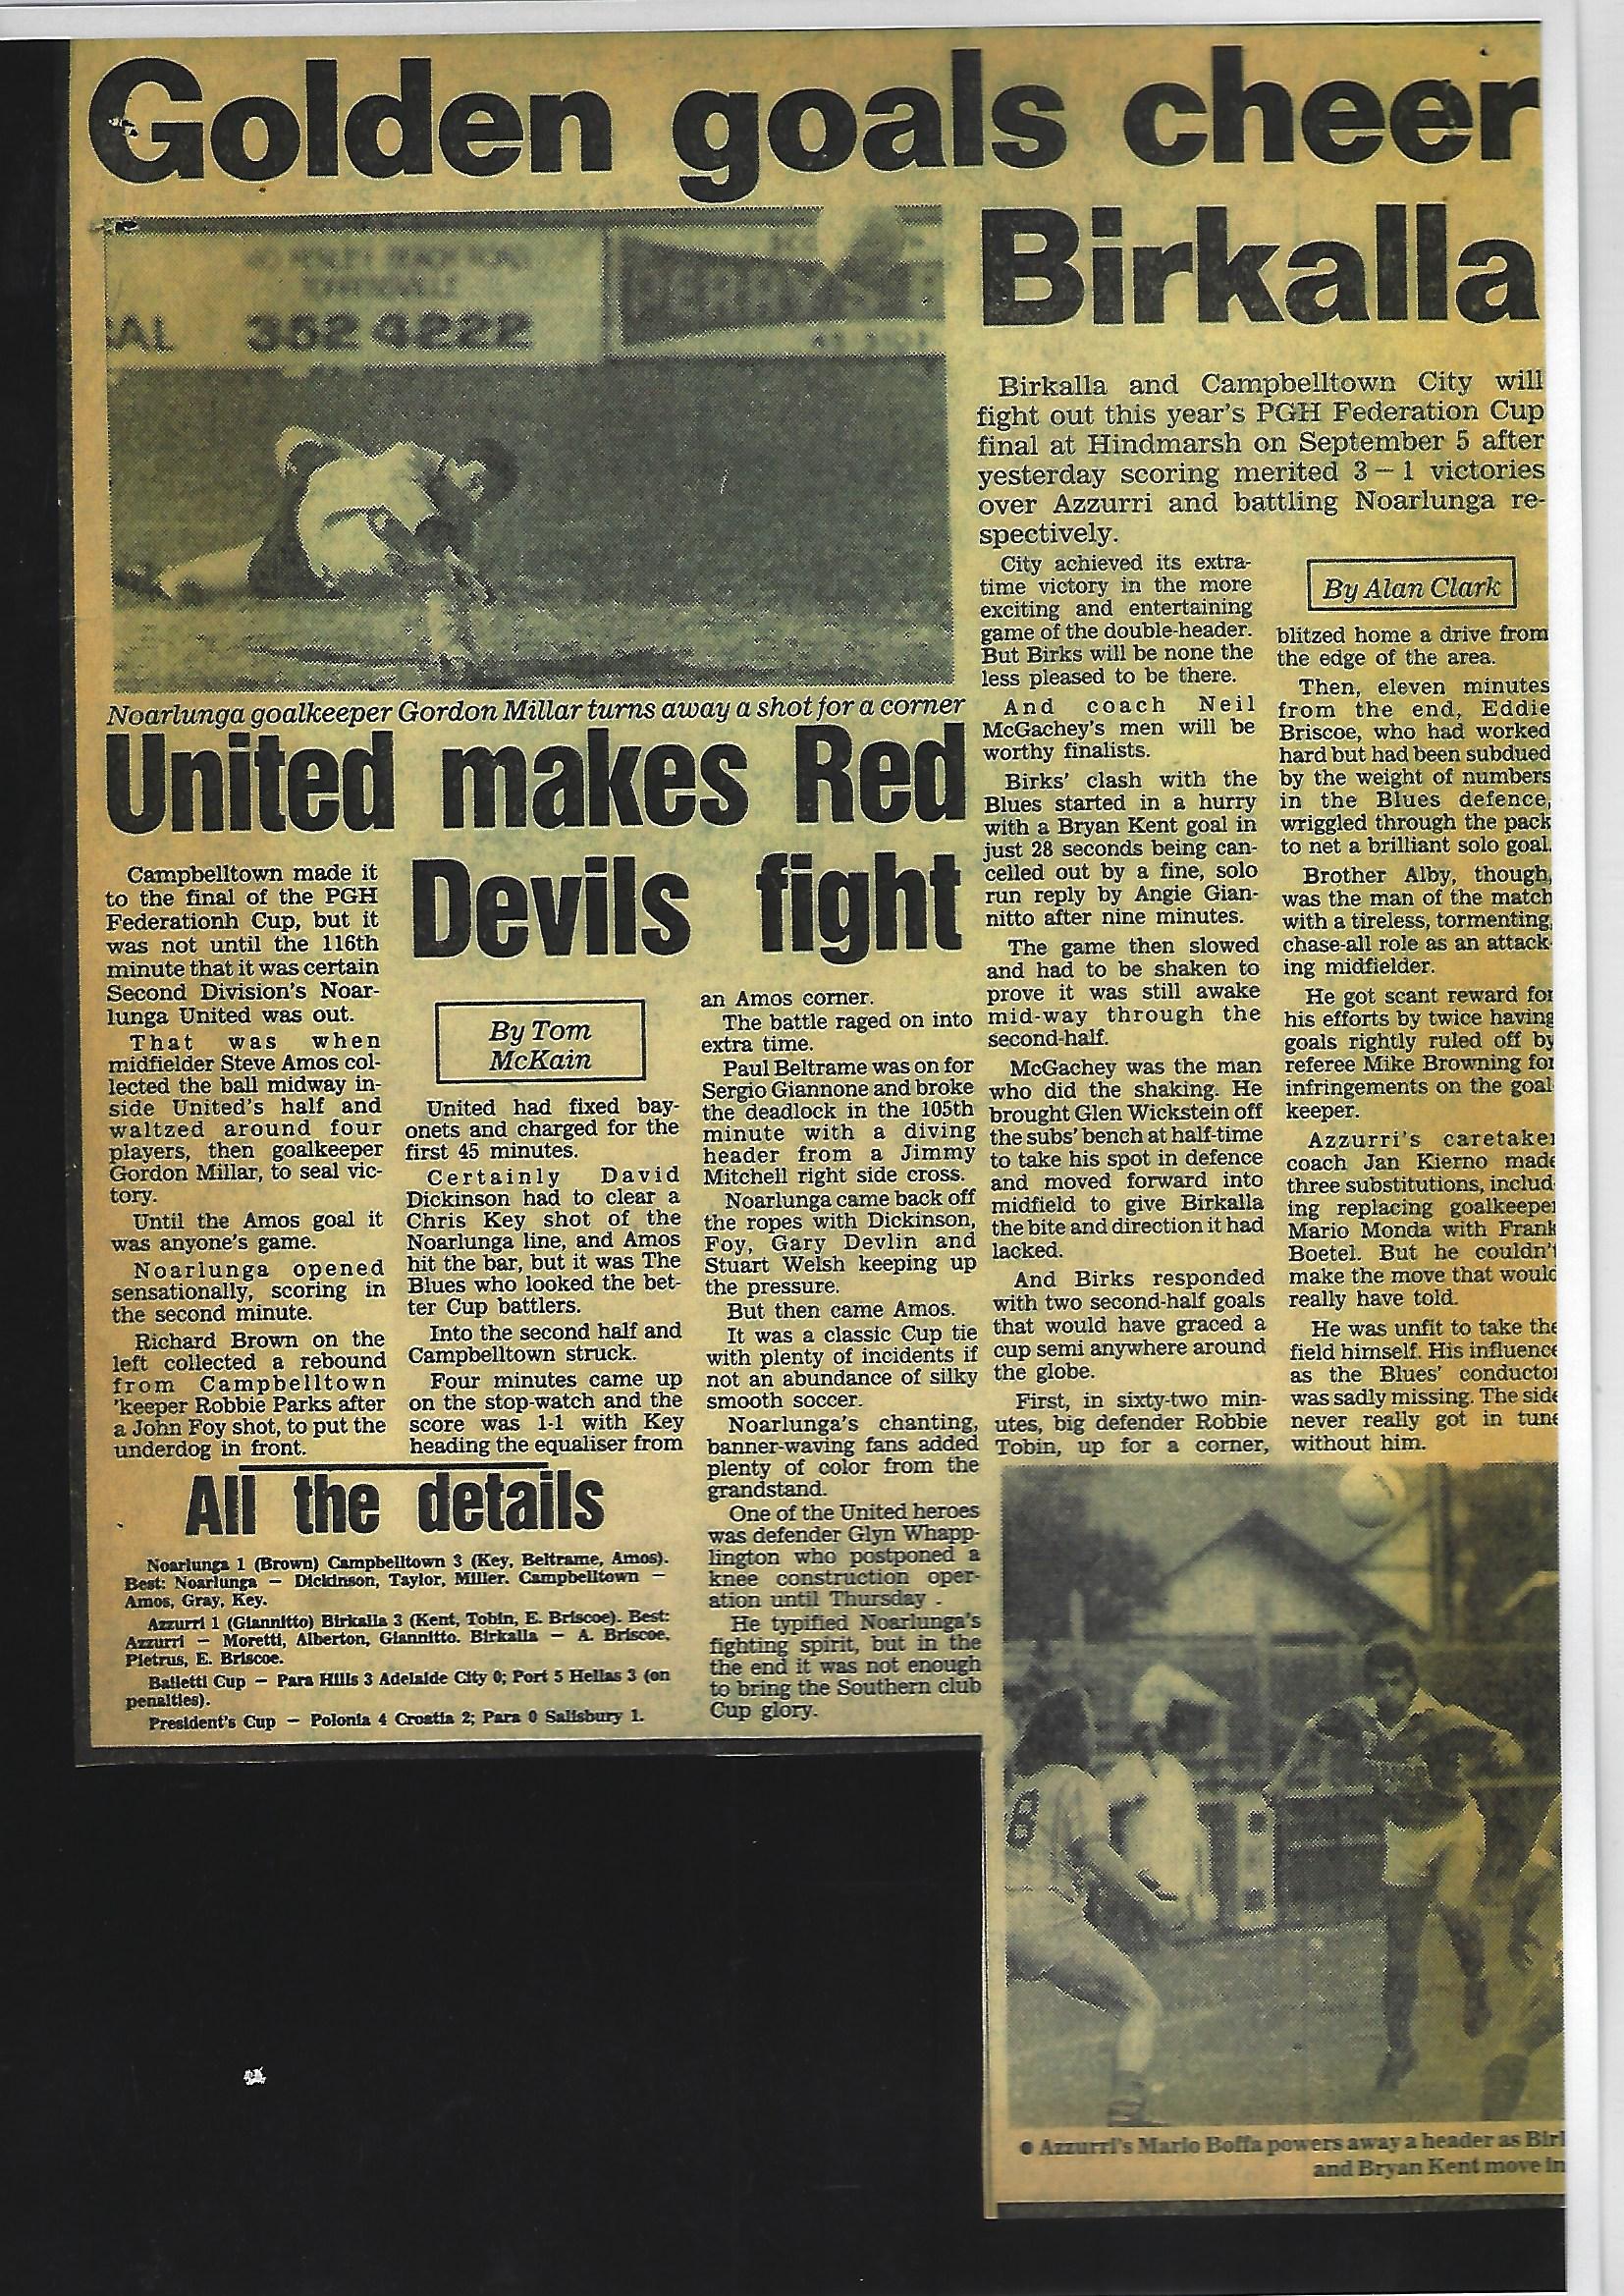 Golden goals cheer
Birkalla
352 4222
Noarlunga goalkeeper Gordon Millar turns away a shot for a corner
United makes Red
Devils fight
Campbelltown made it
to the final of the PGH
Federationh Cup, but it
was not until the 116th
minute that it was certain
Second Division's Noar-
lunga United was out.
That was when
midfielder Steve Amos col-
lected the ball midway in-
side United's half and
waltzed around four
players, then goalkeeper
Gordon Millar, to seal vic-
tory.
Until the Amos goal it
was anyone's game.
Noarlunga opened
sensationally, scoring in
the second minute.
Richard Brown on the
left collected a rebound
from Campbelltown
'keeper Robbie Parks after
a John Foy shot, to put the
underdog in front.
By Tom
McKain
United had fixed bay-
onets and charged for the
first 45 minutes.
Certainly David
Dickinson had to clear a
Chris Key shot of the
Noarlunga line, and Amos
hit the bar, but it was The
Blues who looked the bet-
ter Cup battlers.
Into the second half and
Campbelltown struck.
Four minutes came up
on the stop-watch and the
score was 1-1 with Key
heading the equaliser from
an Amos corner.
The battle raged on into
extra time.
Paul Beltrame was on for
Sergio Giannone and broke
the deadlock in the 105th
minute with a diving
header from a Jimmy
Mitchell right side cross.
Noarlunga came back off
the ropes with Dickinson,
Foy, Gary Devlin and
Stuart Welsh keeping up
the pressure.
But then came Amos.
It was a classic Cup tie
with plenty of incidents if
not an abundance of silky
smooth soccer.
Noarlunga's chanting,
banner-waving fans added
plenty of color from the
grandstand.
One of the United heroes
was defender Glyn Whapp-
lington who postponed a
knee construction oper-
ation until Thursday .
He typified Noarlunga's
fighting spirit, but in the
the end it was not enough
to bring the Southern club
Cup glory.
All the details
Noarlunga 1 (Brown) Campbelltown 3 (Key, Beltrame, Amos).
Best: Noarlunga — Dickinson, Taylor, Miller. Campbelltown —
Amos, Gray, Key.
Azzurri 1 (Giannitto) Birkalla 3 (Kent, Tobin, E. Briscoe). Best:
Azzurri — Moretti, Alberton, Giannitto. Birkalla — A. Briscoe,
Pietrus, E. Briscoe.
Bailetti Cup — Para Hills 3 Adelaide City 0; Port 5 Hellas 3 (on
penalties).
President's Cup — Polonia 4 Croatia 2; Para 0 Salisbury 1.
Birkalla and Campbelltown City will
fight out this year's PGH Federation Cup
final at Hindmarsh on September 5 after
yesterday scoring merited 3—1 victories
over Azzurri and battling Noarlunga re-
spectively.
City achieved its extra-
time victory in the more
exciting and entertaining
game of the double-header.
But Birks will be none the
less pleased to be there.
And coach Neil
McGachey's men will be
worthy finalists.
Birks' clash with the
Blues started in a hurry
with a Bryan Kent goal in
just 28 seconds being can-
celled out by a fine, solo
run reply by Angie Gian-
nitto after nine minutes.
The game then slowed
and had to be shaken to
prove it was still awake
mid-way through the
second-half.
McGachey was the man
who did the shaking. He
brought Glen Wickstein off
the subs' bench at half-time
to take his spot in defence
and moved forward into
midfield to give Birkalla
the bite and direction it had
lacked.
And Birks responded
with two second-half goals
that would have graced a
cup semi anywhere around
the globe.
First, in sixty-two min-
utes, big defender Robbie
Tobin, up for a corner,
By Alan Clark
blitzed home a drive from
the edge of the area.
Then, eleven minutes
from the end, Eddie
Briscoe, who had worked
hard but had been subdued
by the weight of numbers
in the Blues defence,
wriggled through the pack
to net a brilliant solo goal.
Brother Alby, though,
was the man of the match
with a tireless, tormenting,
chase-all role as an attack-
ing midfielder.
He got scant reward for
his efforts by twice having
goals rightly ruled off by
referee Mike Browning for
infringements on the goal
keeper.
Azzurri's caretaker
coach Jan Kierno made
three substitutions, includ
ing replacing goalkeeper
Mario Monda with Frank
Boetel. But he couldn't
make the move that would
really have told.
He was unfit to take the
field himself. His influence
as the Blues' conductor
was sadly missing. The side
never really got in tune
without him.
8
● Azzurri's Mario Boffa powers away a header as Birk
and Bryan Kent move in